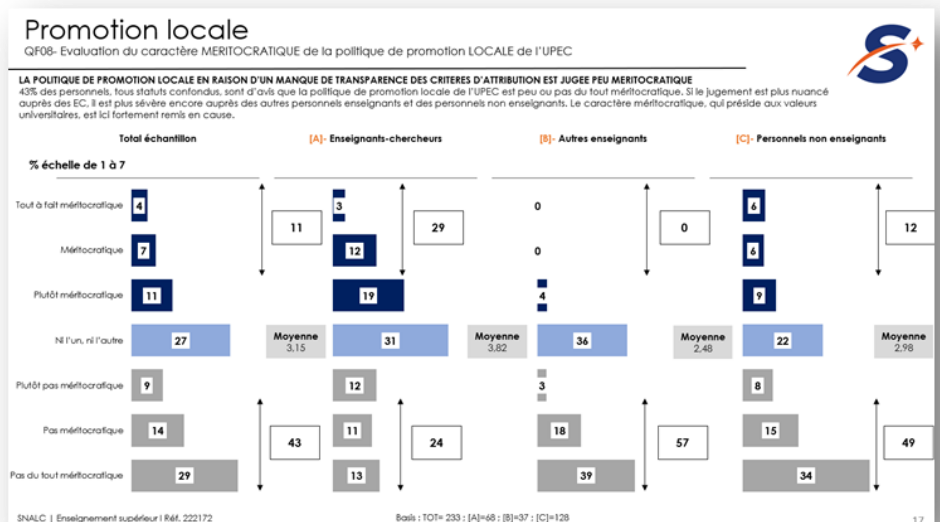 Promotion locale
QF08- Evaluation du caractère MERITOCRATIQUE de la politique de promotion LOCALE de l'UPEC
LA POLITIQUE DE PROMOTION LOCALE EN RAISON D'UN MANQUE DE TRANSPARENCE DES CRITERES D'ATTRIBUTION EST JUGEE PEU MERITOCRATIQUE
43% des personnels, tous statuts confondus, sont d'avis que la politique de promotion locale de l'UPEC est peu ou pas du tout méritocratique. Si le jugement est plus nuancé
auprès des EC, il est plus sévère encore auprès des autres personnels enseignants et des personnels non enseignants. Le caractère méritocratique, qui préside aux valeurs
universitaires, est ici fortement remis en cause.
Total échantillon [A]- Enseignants-chercheurs [B]- Autres enseignants [C]- Personnels non enseignants
% échelle de 1 à 7
Tout à fait méritocratique 4 3 0 6
11 29 0 12
Méritocratique 7 12 0 6
Plutôt méritocratique 11 19 4 9
Ni l'un, ni l'autre 27 Moyenne 31 Moyenne 36 Moyenne 22 Moyenne
3,15 3,82 2,48 2,98
Plutôt pas méritocratique 9 12 3 8
Pas méritocratique 14 11 18 15
43 24 57 49
Pas du tout méritocratique 29 13 39 34
SNALC | Enseignement supérieur I Réf. 222172 Basis : TOT= 233 ; [A]=68 ; [B]=37 ; [C]=128 17